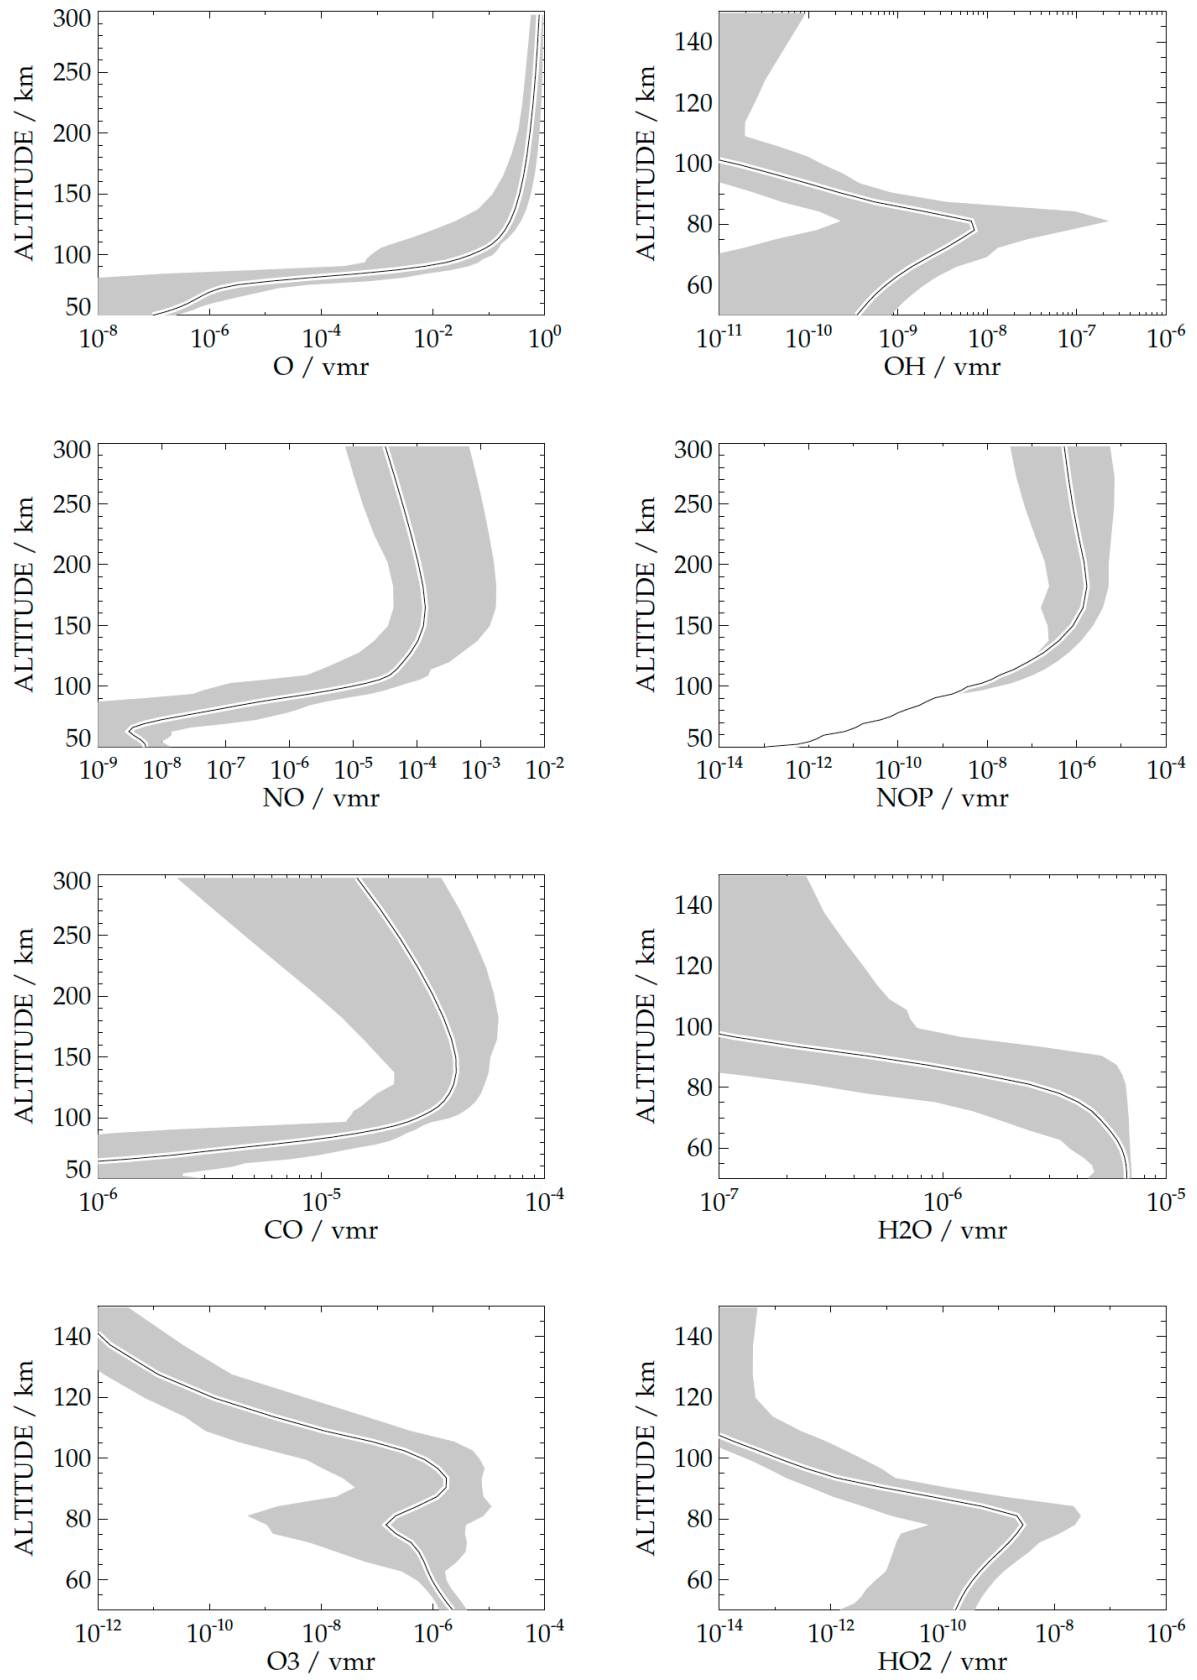 300
250
200
150
100
50
ALTITUDE / km
10⁻⁸ 10⁻⁶ 10⁻⁴ 10⁻² 10⁰
O / vmr
140
120
100
80
60
ALTITUDE / km
10⁻¹¹ 10⁻¹⁰ 10⁻⁹ 10⁻⁸ 10⁻⁷ 10⁻⁶
OH / vmr
300
250
200
150
100
50
ALTITUDE / km
10⁻⁹ 10⁻⁸ 10⁻⁷ 10⁻⁶ 10⁻⁵ 10⁻⁴ 10⁻³ 10⁻²
NO / vmr
300
250
200
150
100
50
ALTITUDE / km
10⁻¹⁴ 10⁻¹² 10⁻¹⁰ 10⁻⁸ 10⁻⁶ 10⁻⁴
NOP / vmr
300
250
200
150
100
50
ALTITUDE / km
10⁻⁶ 10⁻⁵ 10⁻⁴
CO / vmr
140
120
100
80
60
ALTITUDE / km
10⁻⁷ 10⁻⁶ 10⁻⁵
H2O / vmr
140
120
100
80
60
ALTITUDE / km
10⁻¹² 10⁻¹⁰ 10⁻⁸ 10⁻⁶ 10⁻⁴
O3 / vmr
140
120
100
80
60
ALTITUDE / km
10⁻¹⁴ 10⁻¹² 10⁻¹⁰ 10⁻⁸ 10⁻⁶
HO2 / vmr